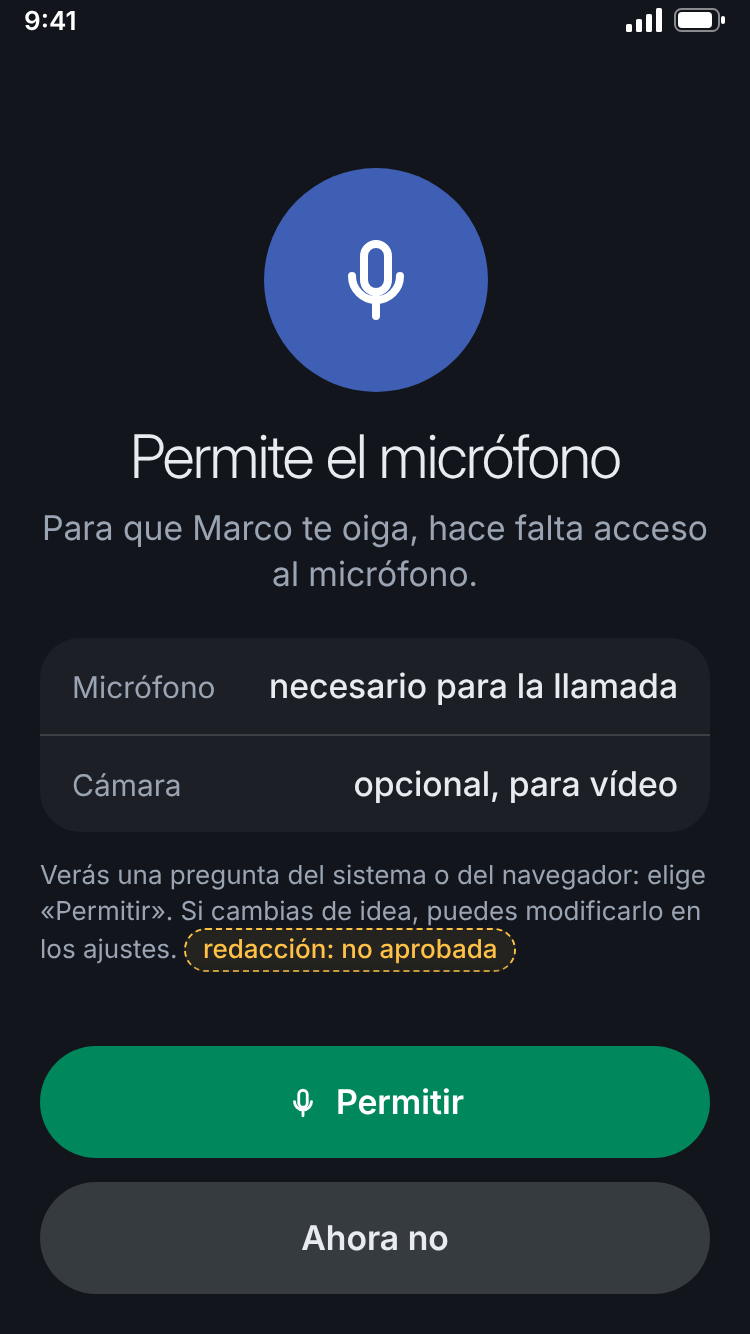 9:41
Permite el micrófono
Para que Marco te oiga, hace falta acceso
al micrófono.
Micrófono necesario para la llamada
Cámara opcional, para vídeo
Verás una pregunta del sistema o del navegador: elige
«Permitir». Si cambias de idea, puedes modificarlo en
los ajustes. redacción: no aprobada
Permitir
Ahora no